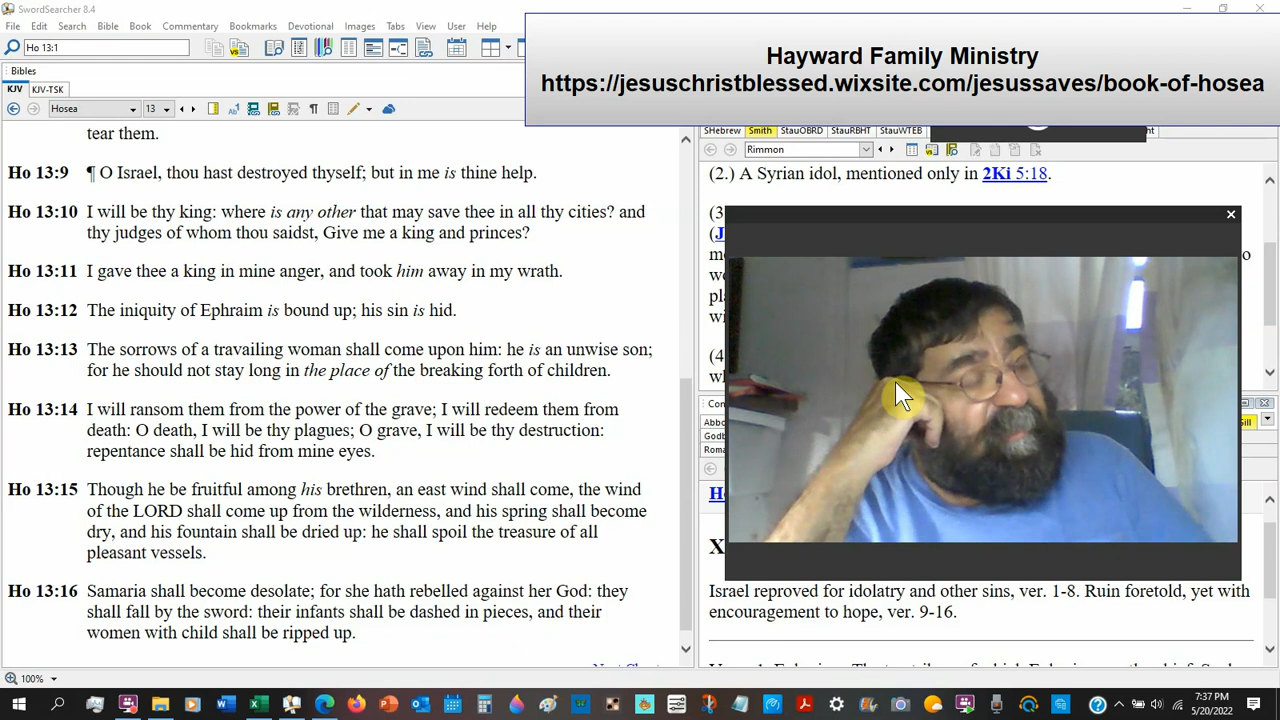 SwordSearcher 8.4
File Edit Search Bible Book Commentary Bookmarks Devotional Images Tabs View User Help
Ho 13:1
Hayward Family Ministry
https://jesuschristblessed.wixsite.com/jesussaves/book-of-hosea
Bibles
KJV KJV-TSK
Hosea 13
tear them.
Ho 13:9 ¶ O Israel, thou hast destroyed thyself; but in me is thine help.
Ho 13:10 I will be thy king: where is any other that may save thee in all thy cities? and
thy judges of whom thou saidst, Give me a king and princes?
Ho 13:11 I gave thee a king in mine anger, and took him away in my wrath.
Ho 13:12 The iniquity of Ephraim is bound up; his sin is hid.
Ho 13:13 The sorrows of a travailing woman shall come upon him: he is an unwise son;
for he should not stay long in the place of the breaking forth of children.
Ho 13:14 I will ransom them from the power of the grave; I will redeem them from
death: O death, I will be thy plagues; O grave, I will be thy destruction:
repentance shall be hid from mine eyes.
Ho 13:15 Though he be fruitful among his brethren, an east wind shall come, the wind
of the LORD shall come up from the wilderness, and his spring shall become
dry, and his fountain shall be dried up: he shall spoil the treasure of all
pleasant vessels.
Ho 13:16 Samaria shall become desolate; for she hath rebelled against her God: they
shall fall by the sword: their infants shall be dashed in pieces, and their
women with child shall be ripped up.
100%
SHebrew Smith StauOBRD StauRBHT StauWTEB
Rimmon
(2.) A Syrian idol, mentioned only in 2Ki 5:18.
(3
(4
Israel reproved for idolatry and other sins, ver. 1-8. Ruin foretold, yet with
encouragement to hope, ver. 9-16.
7:37 PM
5/20/2022